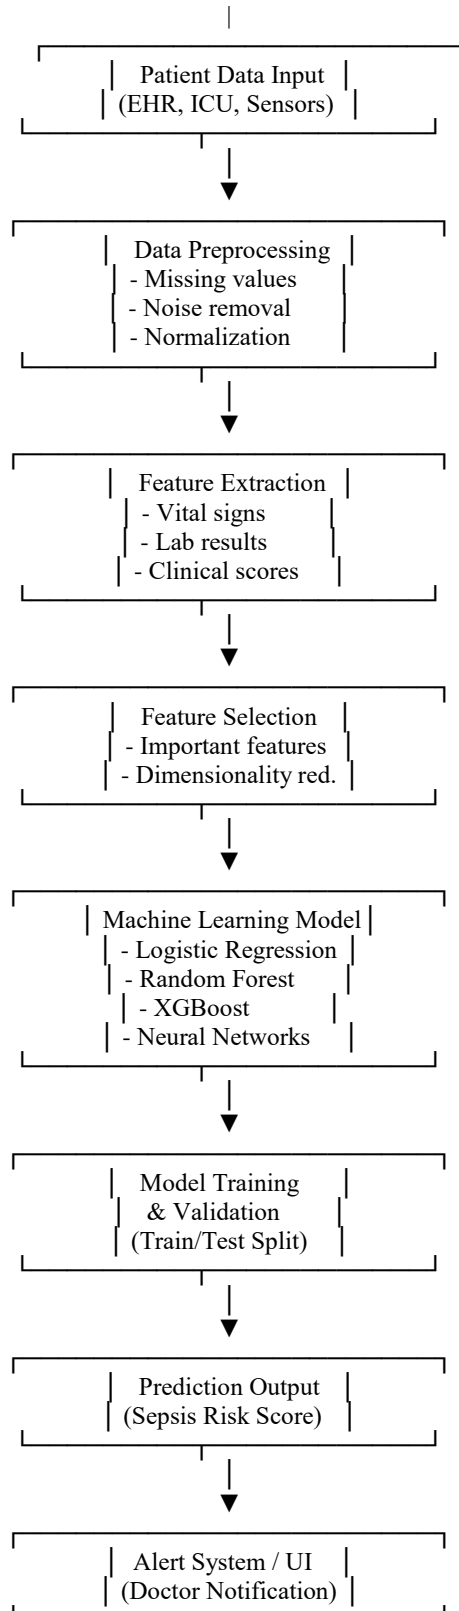 Patient Data Input
(EHR, ICU, Sensors)
Data Preprocessing
- Missing values
- Noise removal
- Normalization
Feature Extraction
- Vital signs
- Lab results
- Clinical scores
Feature Selection
- Important features
- Dimensionality red.
Machine Learning Model
- Logistic Regression
- Random Forest
- XGBoost
- Neural Networks
Model Training
& Validation
(Train/Test Split)
Prediction Output
(Sepsis Risk Score)
Alert System / UI
(Doctor Notification)